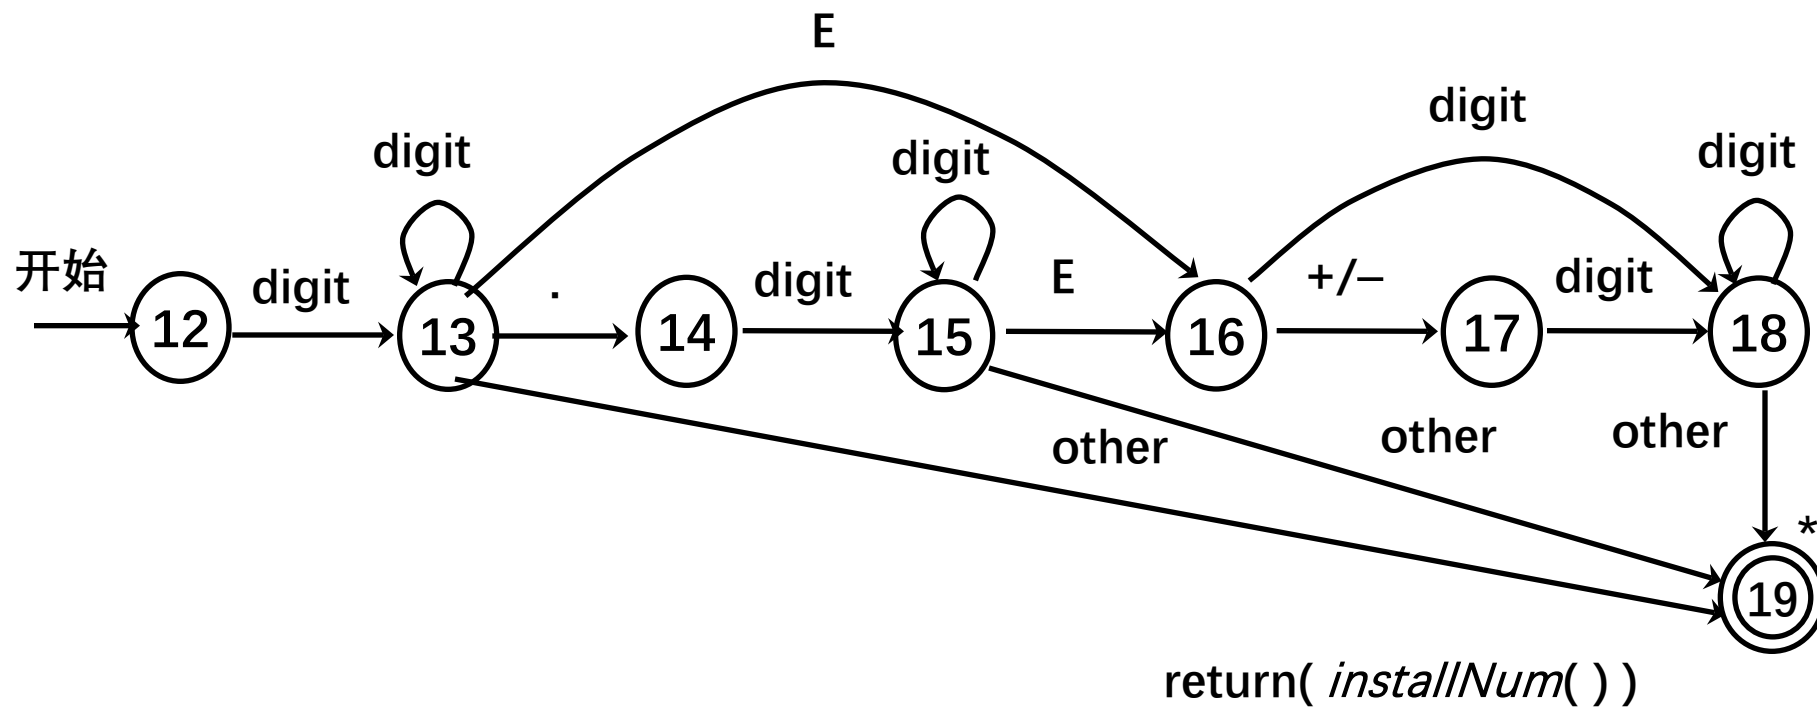 E
digit
digit
digit
digit
开始
digit
.
digit
E
+/–
digit
12
13
14
15
16
17
18
other
other
other
*
19
return( installNum( ) )